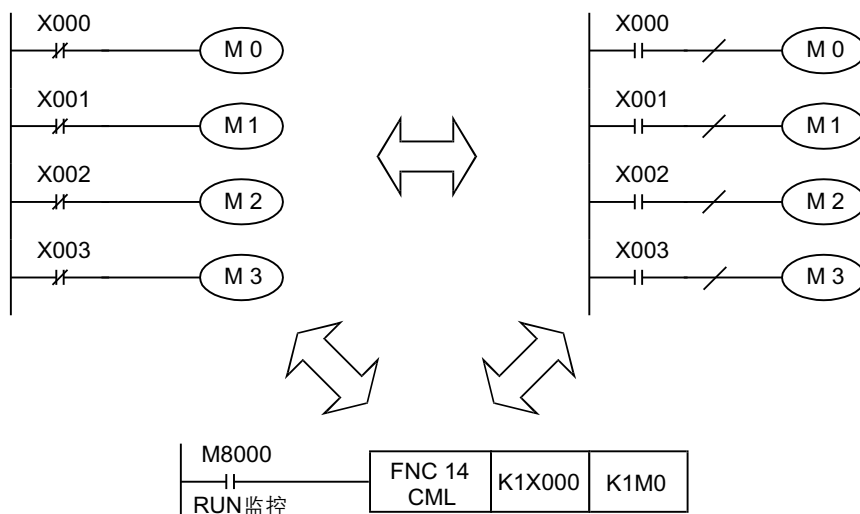 X000
M 0
X001
M 1
X002
M 2
X003
M 3
X000
M 0
X001
M 1
X002
M 2
X003
M 3
M8000
RUN监控
FNC 14
CML
K1X000
K1M0